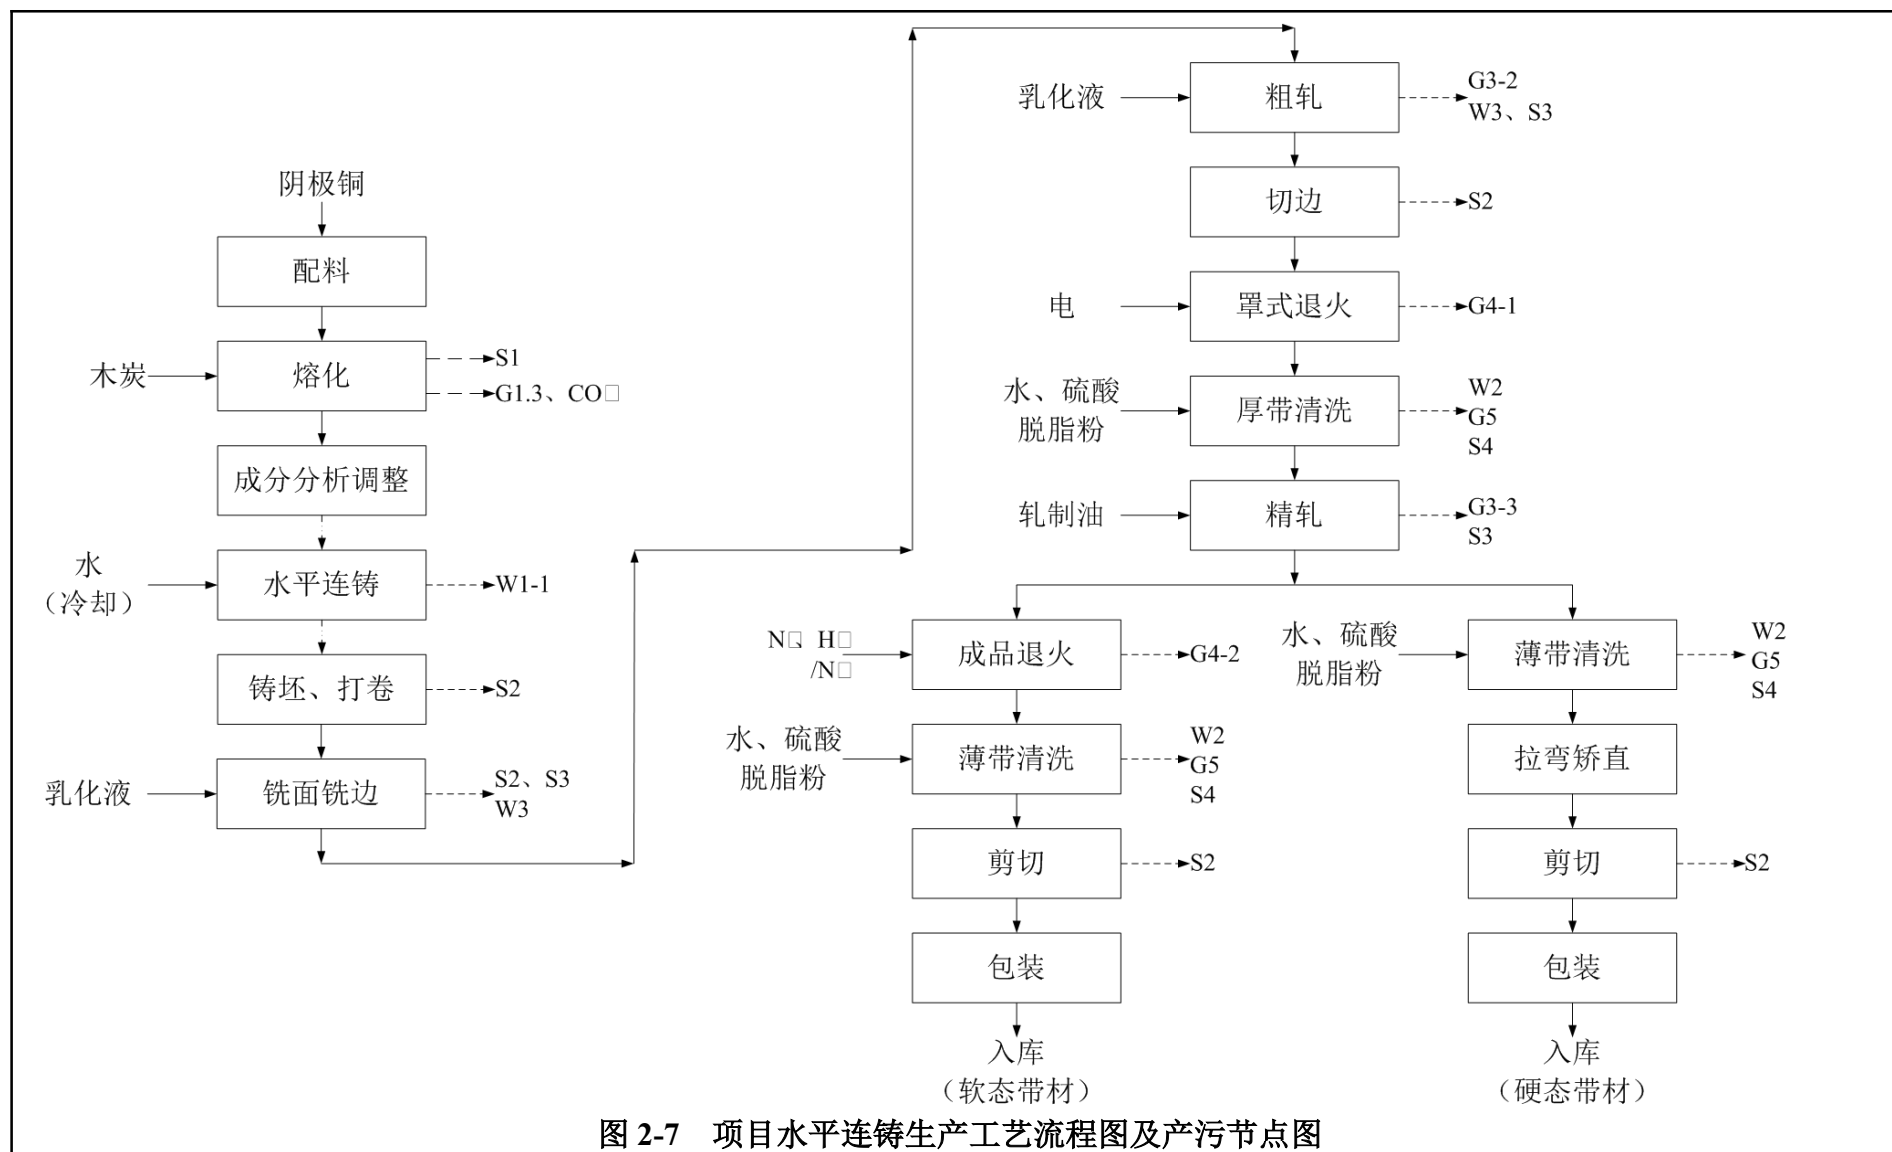 阴极铜
配料
木炭
熔化
S1
G1.3、CO□
成分分析调整
水
（冷却）
水平连铸
W1-1
铸坯、打卷
S2
乳化液
铣面铣边
S2、S3
W3
乳化液
粗轧
G3-2
W3、S3
切边
S2
电
罩式退火
G4-1
水、硫酸
脱脂粉
厚带清洗
W2
G5
S4
轧制油
精轧
G3-3
S3
N□、H□
/N□
成品退火
G4-2
水、硫酸
脱脂粉
薄带清洗
W2
G5
S4
剪切
S2
包装
入库
（软态带材）
水、硫酸
脱脂粉
薄带清洗
W2
G5
S4
拉弯矫直
剪切
S2
包装
入库
（硬态带材）
图 2-7 项目水平连铸生产工艺流程图及产污节点图